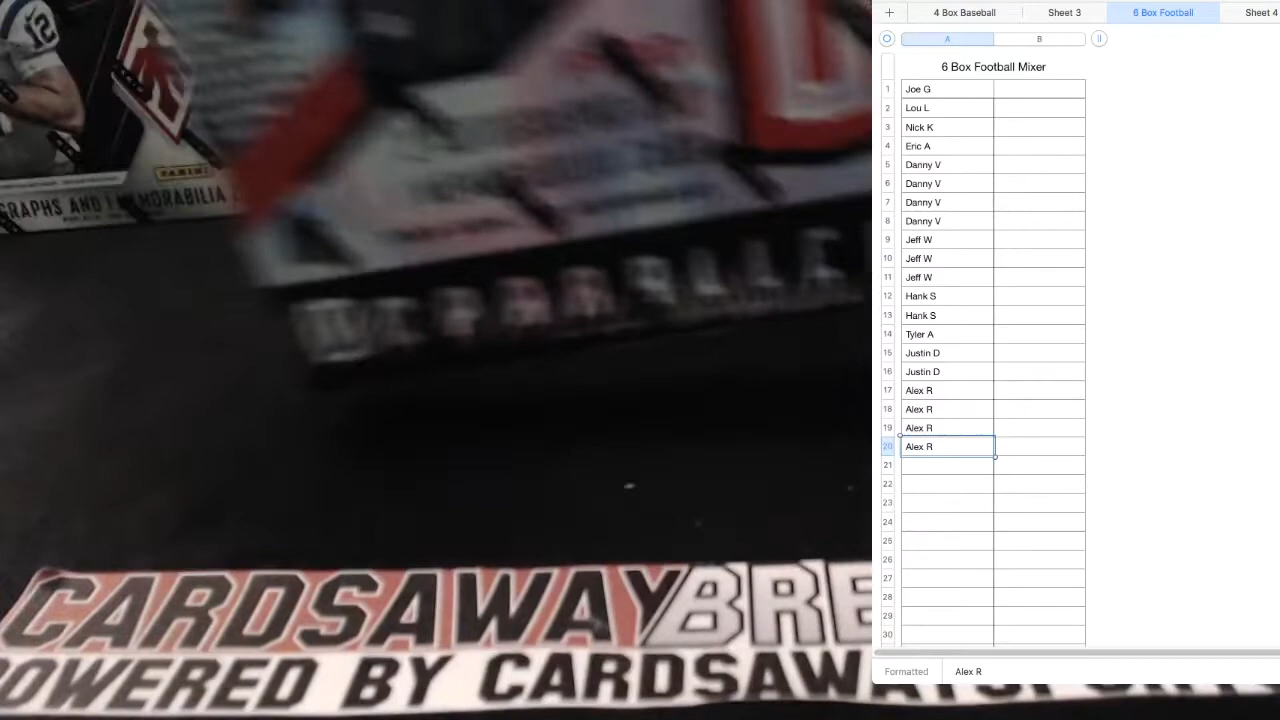 12
PANINI
GRAPHS AND
MEMORABILIA
CARDSAWAYBRE
POWERED BY CARDSAWAYSPORT
+
4 Box Baseball
Sheet 3
6 Box Football
Sheet 4
A
B
6 Box Football Mixer
1 Joe G
2 Lou L
3 Nick K
4 Eric A
5 Danny V
6 Danny V
7 Danny V
8 Danny V
9 Jeff W
10 Jeff W
11 Jeff W
12 Hank S
13 Hank S
14 Tyler A
15 Justin D
16 Justin D
17 Alex R
18 Alex R
19 Alex R
20 Alex R
21
22
23
24
25
26
27
28
29
30
Formatted
Alex R